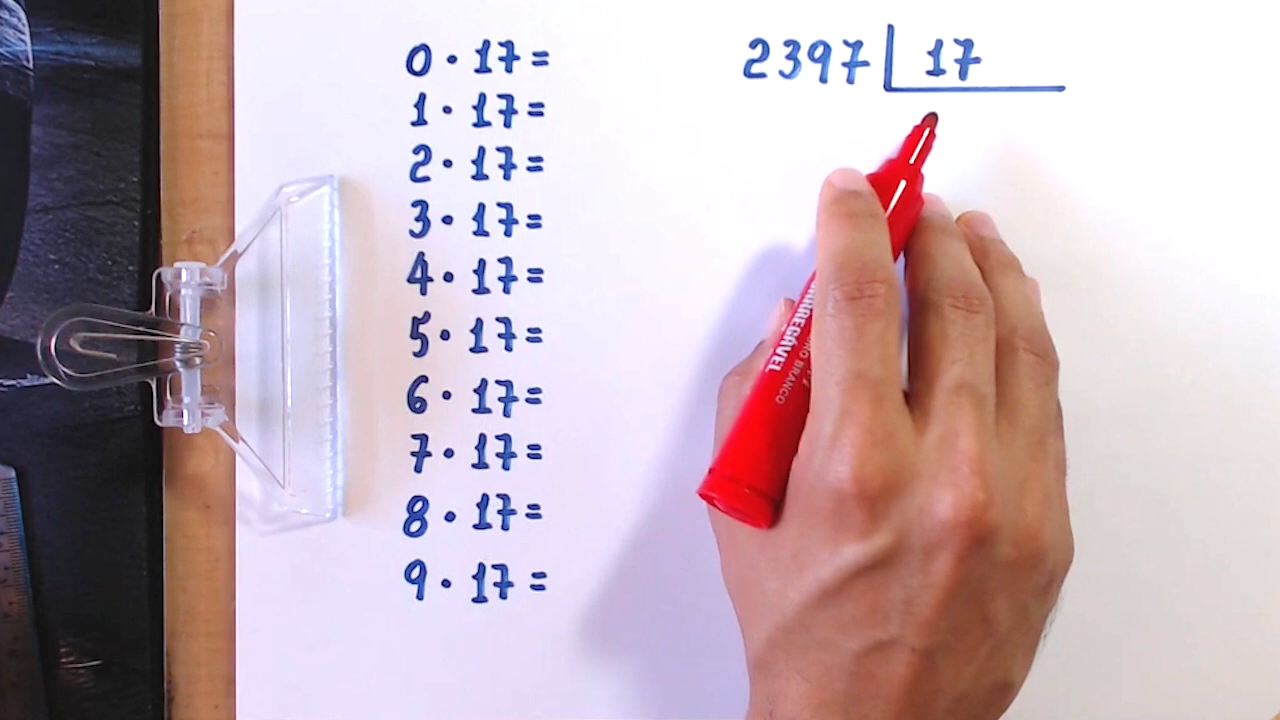 0 · 17 =
1 · 17 =
2 · 17 =
3 · 17 =
4 · 17 =
5 · 17 =
6 · 17 =
7 · 17 =
8 · 17 =
9 · 17 =
2397 17
BRANCO